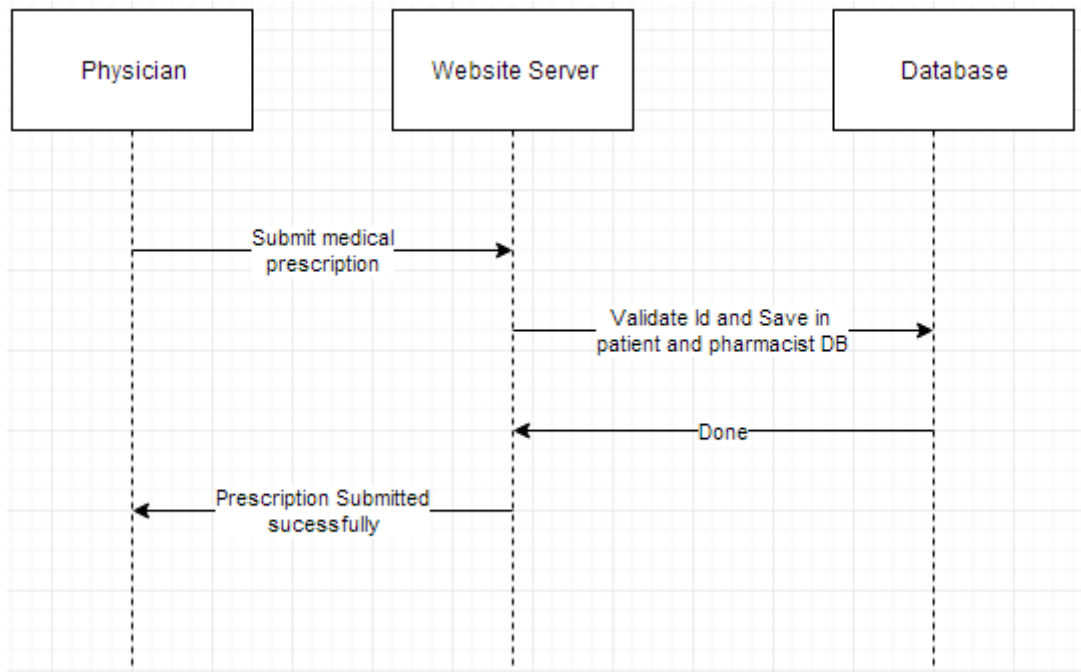 Physician
Website Server
Database
Submit medical
prescription
Validate Id and Save in
patient and pharmacist DB
Done
Prescription Submitted
sucessfully